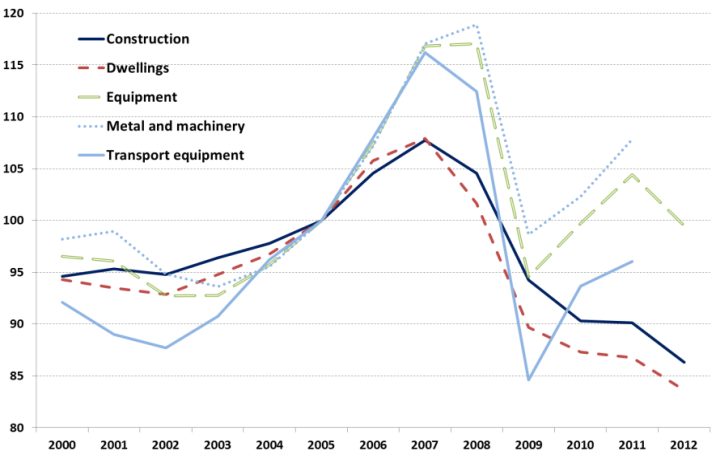 120
115
110
105
100
95
90
85
80
Construction
Dwellings
Equipment
Metal and machinery
Transport equipment
2000 2001 2002 2003 2004 2005 2006 2007 2008 2009 2010 2011 2012